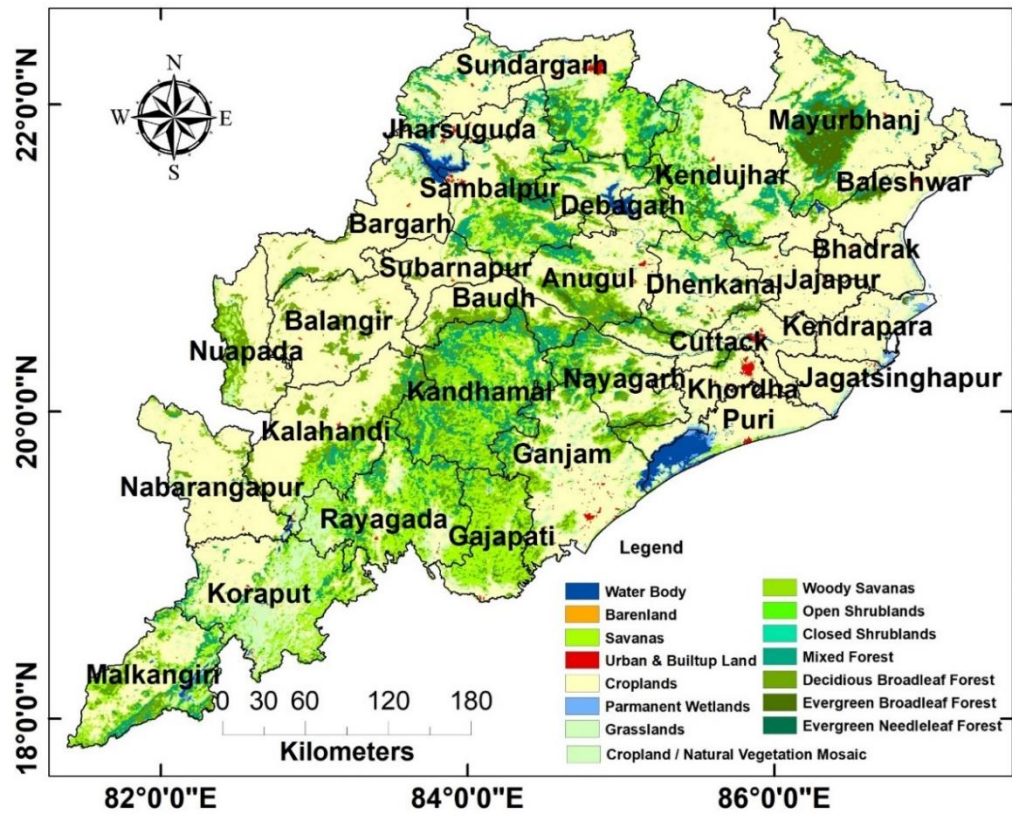 N
W E
S
22°0'0"N
20°0'0"N
18°0'0"N
Sundargarh
Jharsuguda
Mayurbhanj
Sambalpur
Kendujhar
Baleshwar
Debagarh
Bargarh
Bhadrak
Subarnapur
Anugul
Dhenkanal
Jajapur
Baudh
Balangir
Cuttack
Kendrapara
Nuapada
Kandhamal
Nayagarh
Khordha
Jagatsinghapur
Puri
Kalahandi
Ganjam
Nabarangapur
Rayagada
Gajapati
Koraput
Malkangiri
0 30 60 120 180
Kilometers
Legend
Water Body
Barenland
Savanas
Urban & Builtup Land
Croplands
Parmanent Wetlands
Grasslands
Cropland / Natural Vegetation Mosaic
Woody Savanas
Open Shrublands
Closed Shrublands
Mixed Forest
Decidious Broadleaf Forest
Evergreen Broadleaf Forest
Evergreen Needleleaf Forest
82°0'0"E 84°0'0"E 86°0'0"E